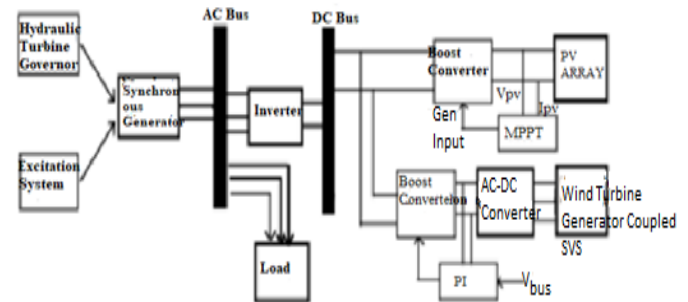 Hydraulic
Turbine
Governor
Excitation
System
Synchron
ous
Generator
AC Bus
Inverter
Load
DC Bus
Boost
Converter
Gen
Input
Vpv
Ipv
MPPT
PV
ARRAY
Boost
Converteion
PI
AC-DC
Converter
Wind Turbine
Generator Coupled
SVS
Vbus